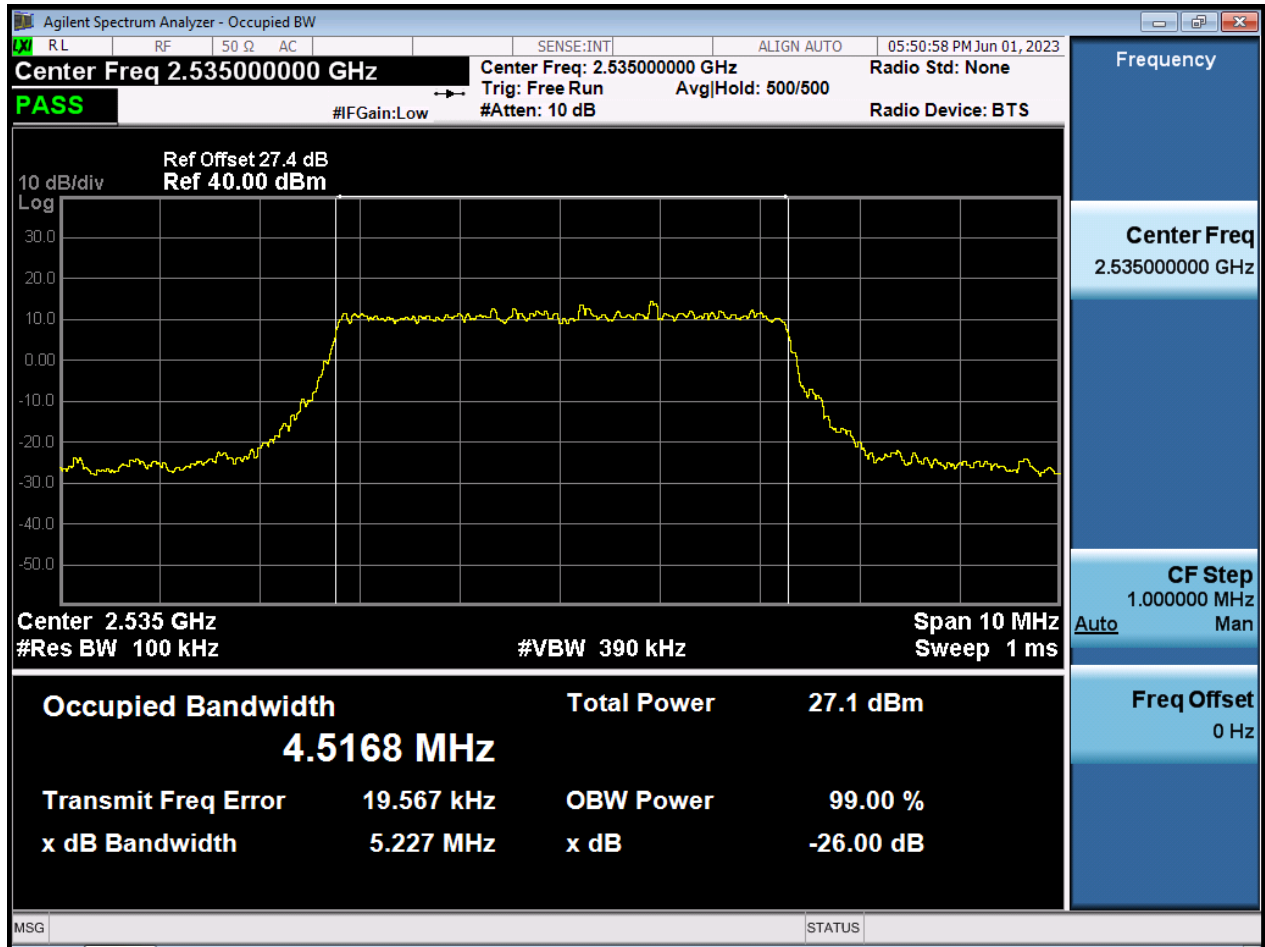 Agilent Spectrum Analyzer - Occupied BW
LXI RL RF 50 Ω AC SENSE:INT ALIGN AUTO 05:50:58 PM Jun 01, 2023
Center Freq 2.535000000 GHz
Center Freq: 2.535000000 GHz Radio Std: None
Trig: Free Run Avg|Hold: 500/500
PASS
#IFGain:Low #Atten: 10 dB Radio Device: BTS
Ref Offset 27.4 dB
10 dB/div Ref 40.00 dBm
Log
30.0
20.0
10.0
0.00
-10.0
-20.0
-30.0
-40.0
-50.0
Center 2.535 GHz Span 10 MHz
#Res BW 100 kHz #VBW 390 kHz Sweep 1 ms
Occupied Bandwidth Total Power 27.1 dBm
4.5168 MHz
Transmit Freq Error 19.567 kHz OBW Power 99.00 %
x dB Bandwidth 5.227 MHz x dB -26.00 dB
MSG STATUS
Frequency
Center Freq
2.535000000 GHz
CF Step
1.000000 MHz
Auto Man
Freq Offset
0 Hz